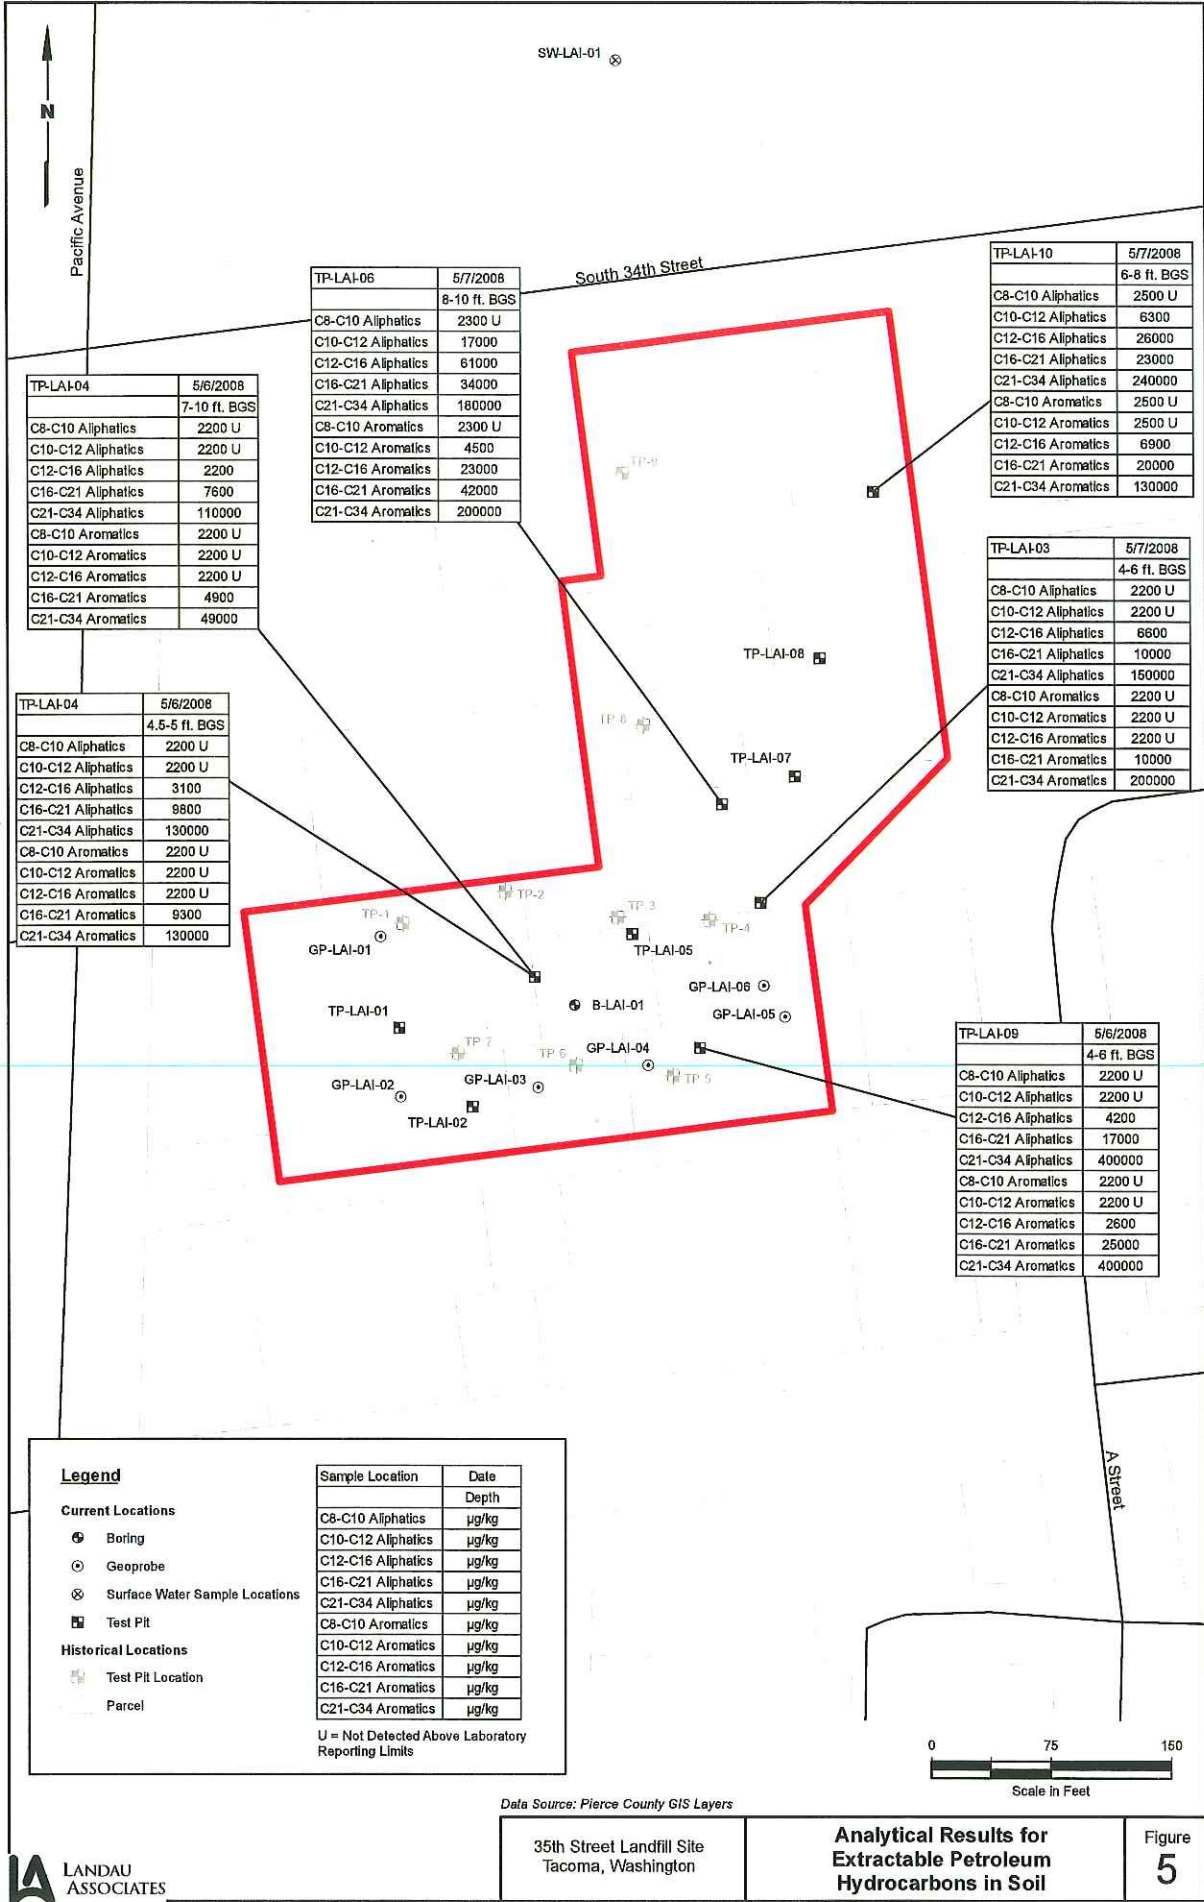 SW-LAI-01
N
Pacific Avenue
South 34th Street
TP-LAI-06 5/7/2008
8-10 ft. BGS
C8-C10 Aliphatics 2300 U
C10-C12 Aliphatics 17000
C12-C16 Aliphatics 61000
C16-C21 Aliphatics 34000
C21-C34 Aliphatics 180000
C8-C10 Aromatics 2300 U
C10-C12 Aromatics 4500
C12-C16 Aromatics 23000
C16-C21 Aromatics 42000
C21-C34 Aromatics 200000
TP-LAI-10 5/7/2008
6-8 ft. BGS
C8-C10 Aliphatics 2500 U
C10-C12 Aliphatics 6300
C12-C16 Aliphatics 26000
C16-C21 Aliphatics 23000
C21-C34 Aliphatics 240000
C8-C10 Aromatics 2500 U
C10-C12 Aromatics 2500 U
C12-C16 Aromatics 6900
C16-C21 Aromatics 20000
C21-C34 Aromatics 130000
TP-LAI-04 5/6/2008
7-10 ft. BGS
C8-C10 Aliphatics 2200 U
C10-C12 Aliphatics 2200 U
C12-C16 Aliphatics 2200
C16-C21 Aliphatics 7600
C21-C34 Aliphatics 110000
C8-C10 Aromatics 2200 U
C10-C12 Aromatics 2200 U
C12-C16 Aromatics 2200 U
C16-C21 Aromatics 4900
C21-C34 Aromatics 49000
TP-LAI-03 5/7/2008
4-6 ft. BGS
C8-C10 Aliphatics 2200 U
C10-C12 Aliphatics 2200 U
C12-C16 Aliphatics 6600
C16-C21 Aliphatics 10000
C21-C34 Aliphatics 150000
C8-C10 Aromatics 2200 U
C10-C12 Aromatics 2200 U
C12-C16 Aromatics 2200 U
C16-C21 Aromatics 10000
C21-C34 Aromatics 200000
TP-LAI-04 5/6/2008
4.5-5 ft. BGS
C8-C10 Aliphatics 2200 U
C10-C12 Aliphatics 2200 U
C12-C16 Aliphatics 3100
C16-C21 Aliphatics 9800
C21-C34 Aliphatics 130000
C8-C10 Aromatics 2200 U
C10-C12 Aromatics 2200 U
C12-C16 Aromatics 2200 U
C16-C21 Aromatics 9300
C21-C34 Aromatics 130000
TP-9
TP-LAI-08
TP-8
TP-LAI-07
TP-2
TP-1
TP-3
TP-4
GP-LAI-01
TP-LAI-05
GP-LAI-06
TP-LAI-01
B-LAI-01
GP-LAI-05
TP-7
TP-6
GP-LAI-04
TP-5
GP-LAI-02
GP-LAI-03
TP-LAI-02
TP-LAI-09 5/6/2008
4-6 ft. BGS
C8-C10 Aliphatics 2200 U
C10-C12 Aliphatics 2200 U
C12-C16 Aliphatics 4200
C16-C21 Aliphatics 17000
C21-C34 Aliphatics 400000
C8-C10 Aromatics 2200 U
C10-C12 Aromatics 2200 U
C12-C16 Aromatics 2600
C16-C21 Aromatics 25000
C21-C34 Aromatics 400000
A Street
Legend
Current Locations
Boring
Geoprobe
Surface Water Sample Locations
Test Pit
Historical Locations
Test Pit Location
Parcel
Sample Location Date
Depth
C8-C10 Aliphatics µg/kg
C10-C12 Aliphatics µg/kg
C12-C16 Aliphatics µg/kg
C16-C21 Aliphatics µg/kg
C21-C34 Aliphatics µg/kg
C8-C10 Aromatics µg/kg
C10-C12 Aromatics µg/kg
C12-C16 Aromatics µg/kg
C16-C21 Aromatics µg/kg
C21-C34 Aromatics µg/kg
U = Not Detected Above Laboratory
Reporting Limits
0 75 150
Scale in Feet
Data Source: Pierce County GIS Layers
LANDAU
ASSOCIATES
35th Street Landfill Site
Tacoma, Washington
Analytical Results for
Extractable Petroleum
Hydrocarbons in Soil
Figure
5